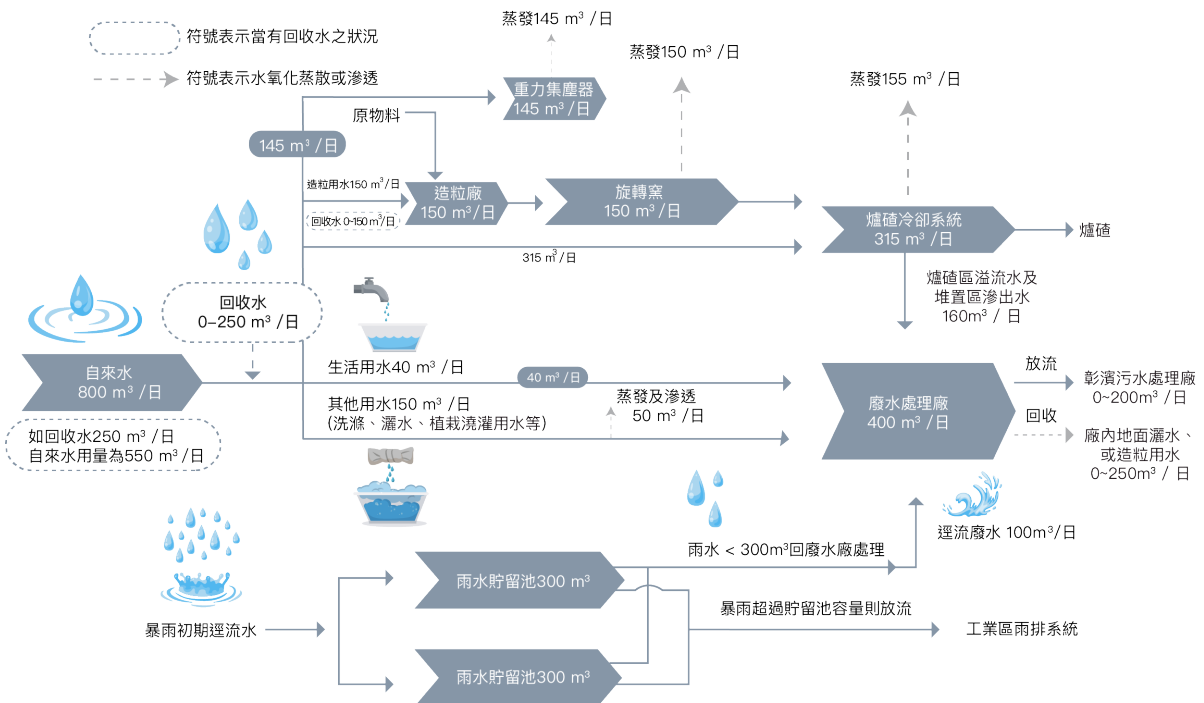 符號表示當有回收水之狀況
符號表示水氧化蒸散或滲透
蒸發145 m³ /日
蒸發150 m³ /日
蒸發155 m³ /日
重力集塵器
145 m³ /日
原物料
145 m³ /日
造粒用水150 m³/日
回收水 0~150 m³/日
造粒廠
150 m³/日
旋轉窯
150 m³/日
爐碴冷卻系統
315 m³ /日
爐碴
315 m³/日
爐碴區溢流水及
堆置區滲出水
160m³ / 日
回收水
0–250 m³ /日
自來水
800 m³ /日
如回收水250 m³ /日
自來水用量為550 m³ /日
生活用水40 m³ /日
40 m³ /日
其他用水150 m³ /日
(洗滌、灑水、植栽澆灌用水等)
蒸發及滲透
50 m³ /日
廢水處理廠
400 m³ /日
放流
彰濱污水處理廠
0~200m³ /日
回收
廠內地面灑水、
或造粒用水
0~250m³ / 日
逕流廢水 100m³/日
雨水 < 300m³回廢水廠處理
雨水貯留池300 m³
暴雨初期逕流水
暴雨超過貯留池容量則放流
工業區雨排系統
雨水貯留池300 m³